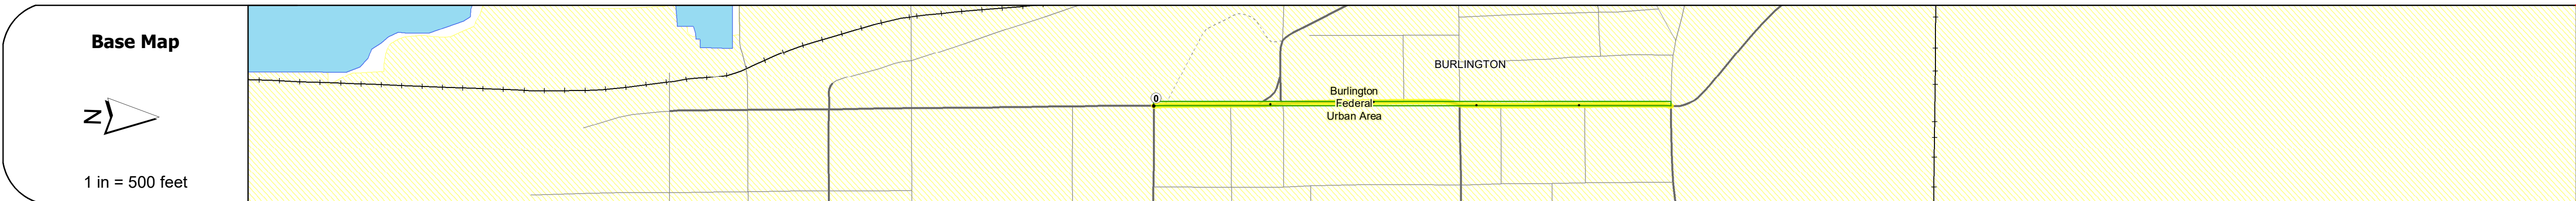 Base Map
N
1 in = 500 feet
0
BURLINGTON
Burlington
Federal
Urban Area